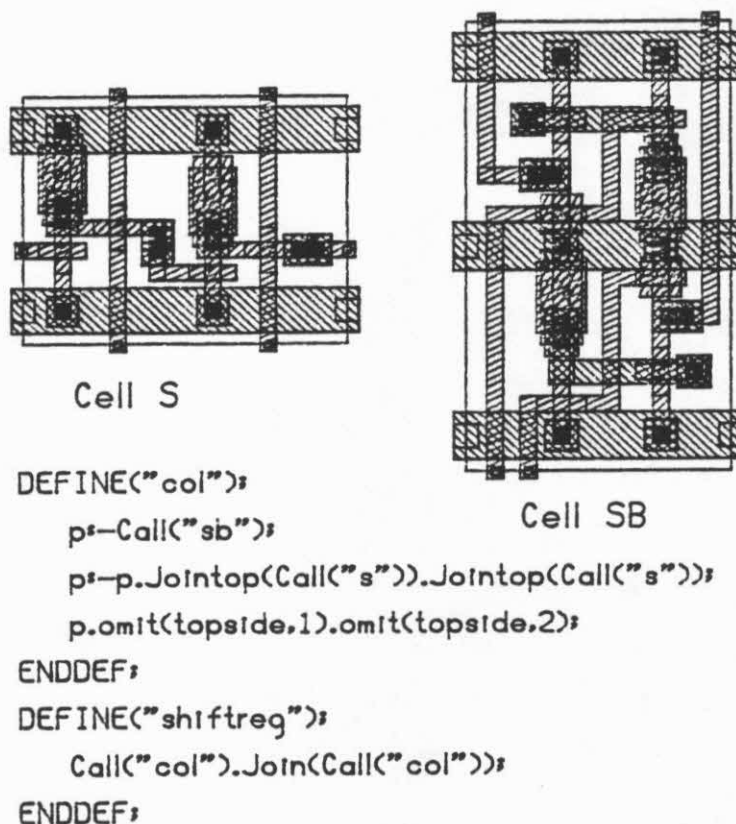 Cell S
Cell SB
DEFINE("col");
p:-Call("sb");
p:-p.Jointop(Call("s")).Jointop(Call("s"));
p.omit(topside,1).omit(topside,2);
ENDDEF;
DEFINE("shiftreg");
Call("col").Join(Call("col"));
ENDDEF;